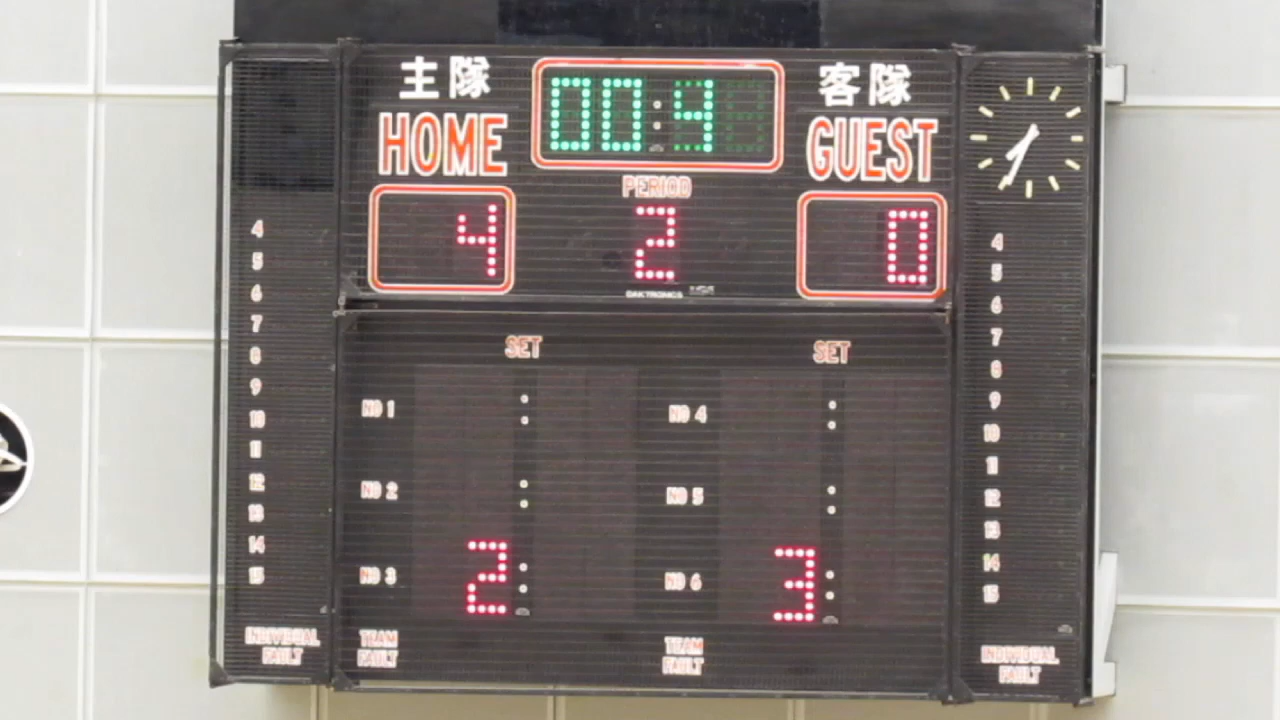 主隊
HOME
00:4
客隊
GUEST
PERIOD
4
2
0
DAKTRONICS
4
5
6
7
8
9
10
11
12
13
14
15
INDIVIDUAL
FAULT
SET
SET
NO 1
NO 4
NO 2
NO 5
NO 3
2
NO 6
3
TEAM
FAULT
TEAM
FAULT
4
5
6
7
8
9
10
11
12
13
14
15
INDIVIDUAL
FAULT